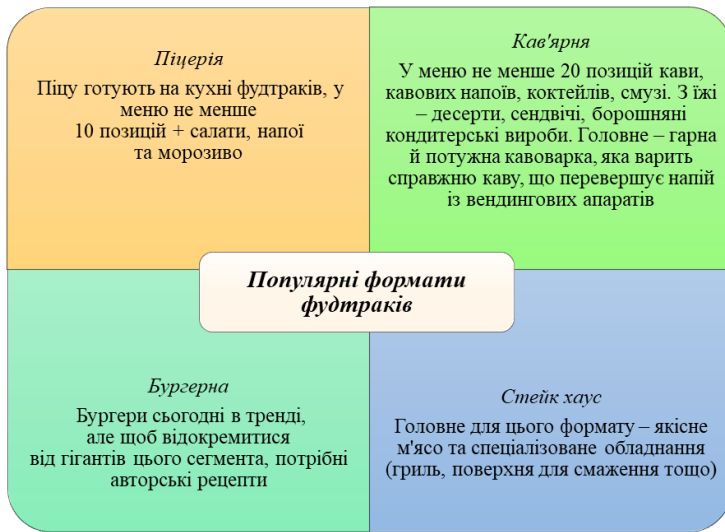 Піцерія
Піцу готують на кухні фудтраків, у
меню не менше
10 позицій + салати, напої
та морозиво
Кав'ярня
У меню не менше 20 позицій кави,
кавових напоїв, коктейлів, смузі. З їжі
– десерти, сендвічі, борошняні
кондитерські вироби. Головне – гарна
й потужна кавоварка, яка варить
справжню каву, що перевершує напій
із вендингових апаратів
Популярні формати
фудтраків
Бургерна
Бургери сьогодні в тренді,
але щоб відокремитися
від гігантів цього сегмента, потрібні
авторські рецепти
Стейк хаус
Головне для цього формату – якісне
м'ясо та спеціалізоване обладнання
(гриль, поверхня для смаження тощо)